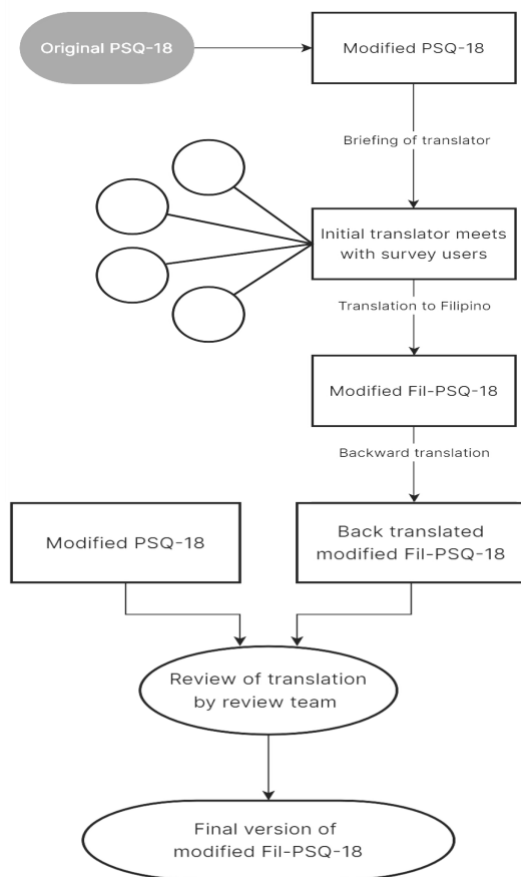 Original PSQ-18
Modified PSQ-18
Briefing of translator
Initial translator meets
with survey users
Translation to Filipino
Modified Fil-PSQ-18
Backward translation
Modified PSQ-18
Back translated
modified Fil-PSQ-18
Review of translation
by review team
Final version of
modified Fil-PSQ-18